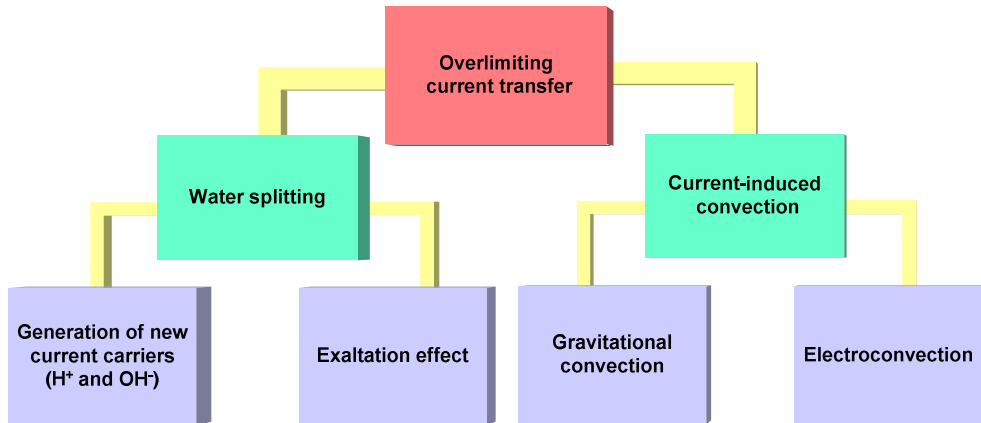 Overlimiting
current transfer
Water splitting
Current-induced
convection
Generation of new
current carriers
(H⁺ and OH⁻)
Exaltation effect
Gravitational
convection
Electroconvection